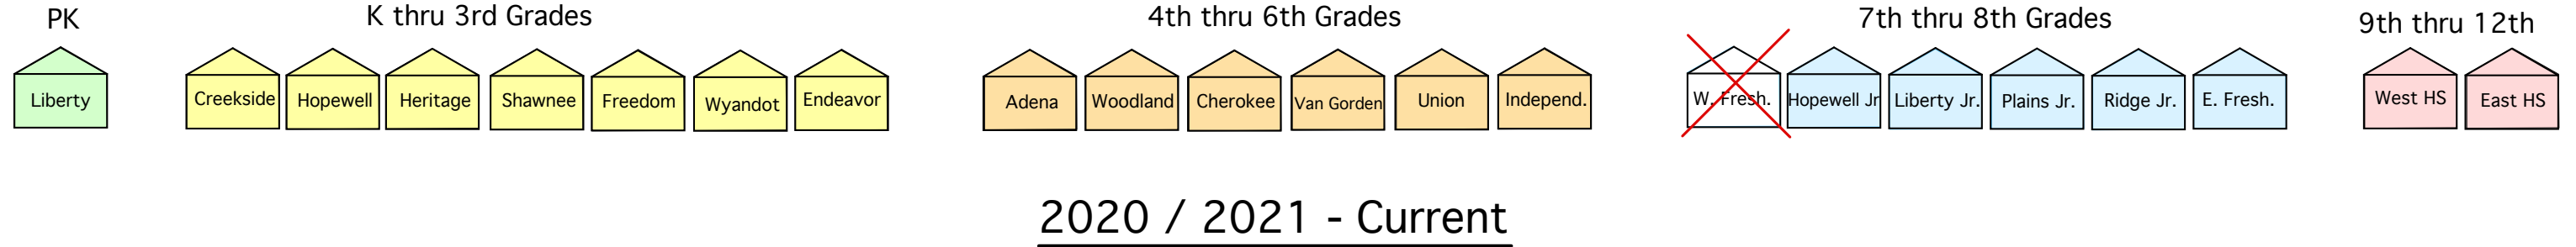 PK
K thru 3rd Grades
4th thru 6th Grades
7th thru 8th Grades
9th thru 12th
Liberty
Creekside
Hopewell
Heritage
Shawnee
Freedom
Wyandot
Endeavor
Adena
Woodland
Cherokee
Van Gorden
Union
Independ.
W. Fresh.
Hopewell Jr
Liberty Jr.
Plains Jr.
Ridge Jr.
E. Fresh.
West HS
East HS
2020 / 2021 - Current